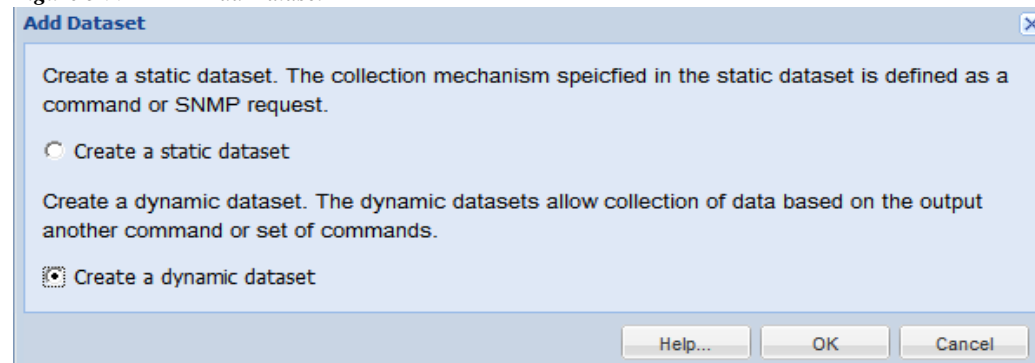 Add Dataset
Create a static dataset. The collection mechanism speicfied in the static dataset is defined as a
command or SNMP request.
Create a static dataset
Create a dynamic dataset. The dynamic datasets allow collection of data based on the output
another command or set of commands.
Create a dynamic dataset
Help... OK Cancel